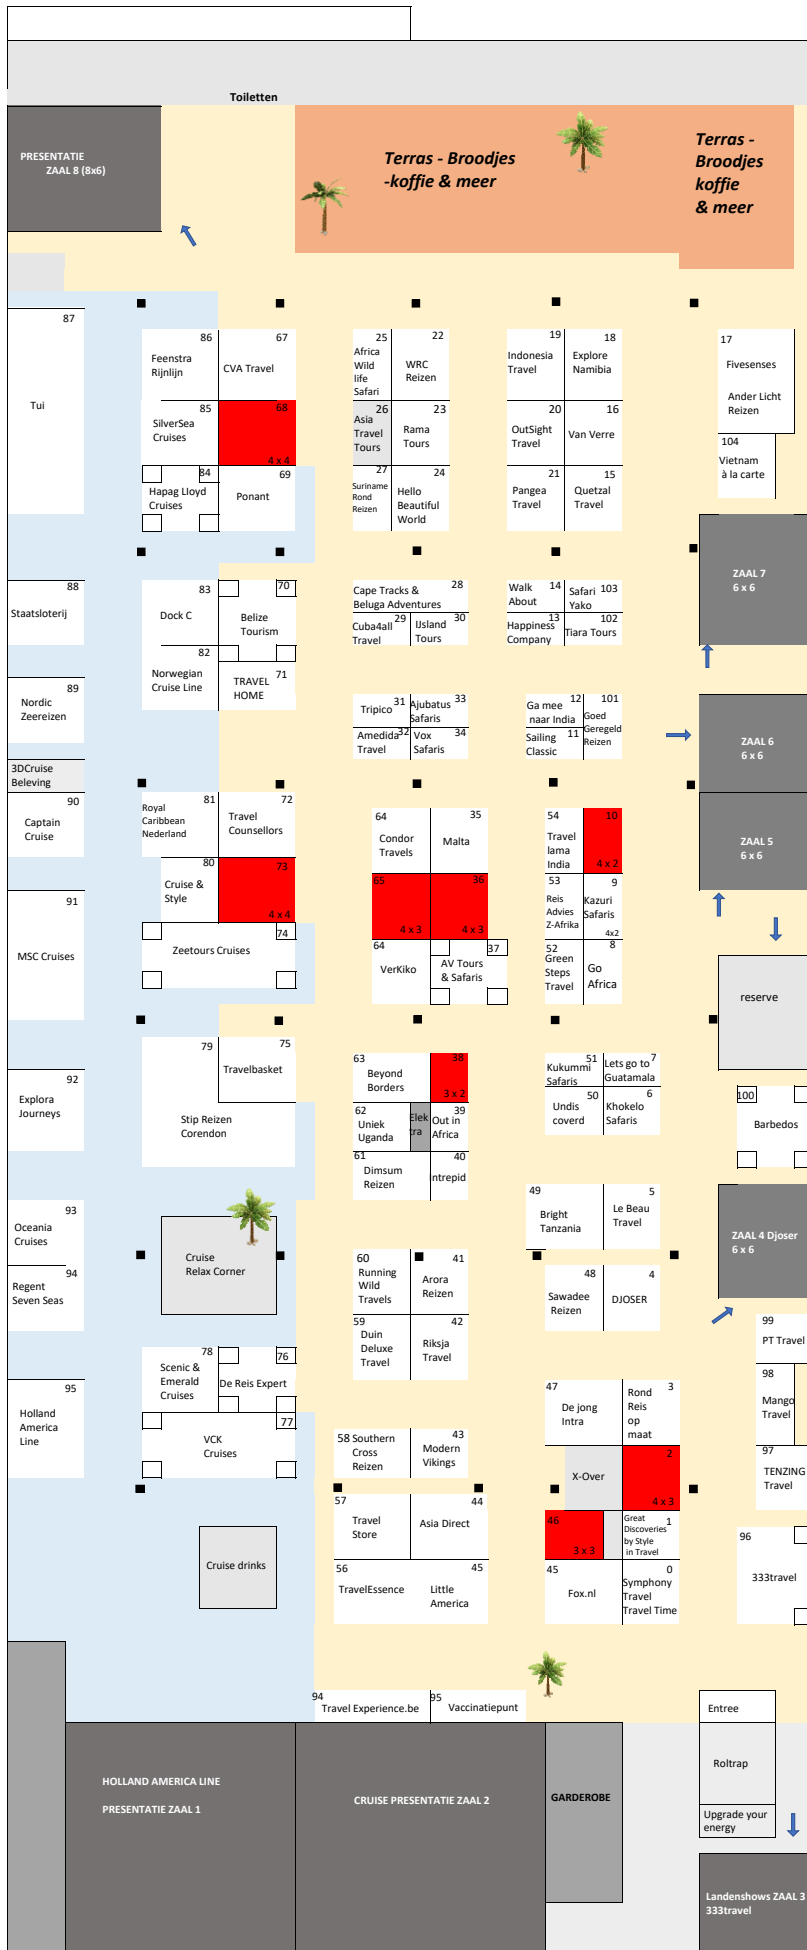 Toiletten
PRESENTATIE
ZAAL 8 (8x6)
Terras - Broodjes
-koffie & meer
Terras -
Broodjes
koffie
& meer
87
Tui
86
Feenstra
Rijnlijn
67
CVA Travel
85
SilverSea
Cruises
68
4 x 4
84
Hapag Lloyd
Cruises
69
Ponant
25
Africa
Wild
life
Safari
22
WRC
Reizen
26
Asia
Travel
Tours
23
Rama
Tours
27
Suriname
Rond
Reizen
24
Hello
Beautiful
World
19
Indonesia
Travel
18
Explore
Namibia
20
OutSight
Travel
16
Van Verre
21
Pangea
Travel
15
Quetzal
Travel
17
Fivesenses
Ander Licht
Reizen
104
Vietnam
à la carte
ZAAL 7
6 x 6
88
Staatsloterij
83
Dock C
70
Belize
Tourism
82
Norwegian
Cruise Line
71
TRAVEL
HOME
28
Cape Tracks &
Beluga Adventures
29
Cuba4all
Travel
30
IJsland
Tours
14
Walk
About
103
Safari
Yako
13
Happiness
Company
102
Tiara Tours
89
Nordic
Zeereizen
31
Tripico
33
Ajubatus
Safaris
32
Amedida
Travel
34
Vox
Safaris
12
Ga mee
naar India
101
Goed
Geregeld
Reizen
11
Sailing
Classic
ZAAL 6
6 x 6
3DCruise
Beleving
90
Captain
Cruise
81
Royal
Caribbean
Nederland
72
Travel
Counsellors
80
Cruise &
Style
73
4 x 4
74
Zeetours Cruises
64
Condor
Travels
35
Malta
65
4 x 3
36
4 x 3
64
VerKiko
37
AV Tours
& Safaris
54
Travel
lama
India
10
4 x 2
53
Reis
Advies
Z-Afrika
9
Kazuri
Safaris
4x2
52
Green
Steps
Travel
8
Go
Africa
ZAAL 5
6 x 6
91
MSC Cruises
reserve
79
Stip Reizen
Corendon
75
Travelbasket
92
Explora
Journeys
63
Beyond
Borders
38
3 x 2
62
Uniek
Uganda
Elek
tra
39
Out in
Africa
61
Dimsum
Reizen
40
Intrepid
51
Kukummi
Safaris
7
Lets go to
Guatamala
50
Undis
coverd
6
Khokelo
Safaris
100
Barbedos
93
Oceania
Cruises
94
Regent
Seven Seas
Cruise
Relax Corner
49
Bright
Tanzania
5
Le Beau
Travel
ZAAL 4 Djoser
6 x 6
60
Running
Wild
Travels
41
Arora
Reizen
59
Duin
Deluxe
Travel
42
Riksja
Travel
48
Sawadee
Reizen
4
DJOSER
99
PT Travel
98
Mango
Travel
97
TENZING
Travel
95
Holland
America
Line
78
Scenic &
Emerald
Cruises
76
De Reis Expert
77
VCK
Cruises
58 Southern
Cross
Reizen
43
Modern
Vikings
47
De jong
Intra
3
Rond
Reis
op
maat
X-Over
2
4 x 3
57
Travel
Store
44
Asia Direct
46
3 x 3
1
Great
Discoveries
by Style
in Travel
Cruise drinks
56
TravelEssence
45
Little
America
45
Fox.nl
0
Symphony
Travel
Travel Time
96
333travel
94
Travel Experience.be
95
Vaccinatiepunt
Entree
Roltrap
Upgrade your
energy
HOLLAND AMERICA LINE
PRESENTATIE ZAAL 1
CRUISE PRESENTATIE ZAAL 2
GARDEROBE
Landenshows ZAAL 3
333travel